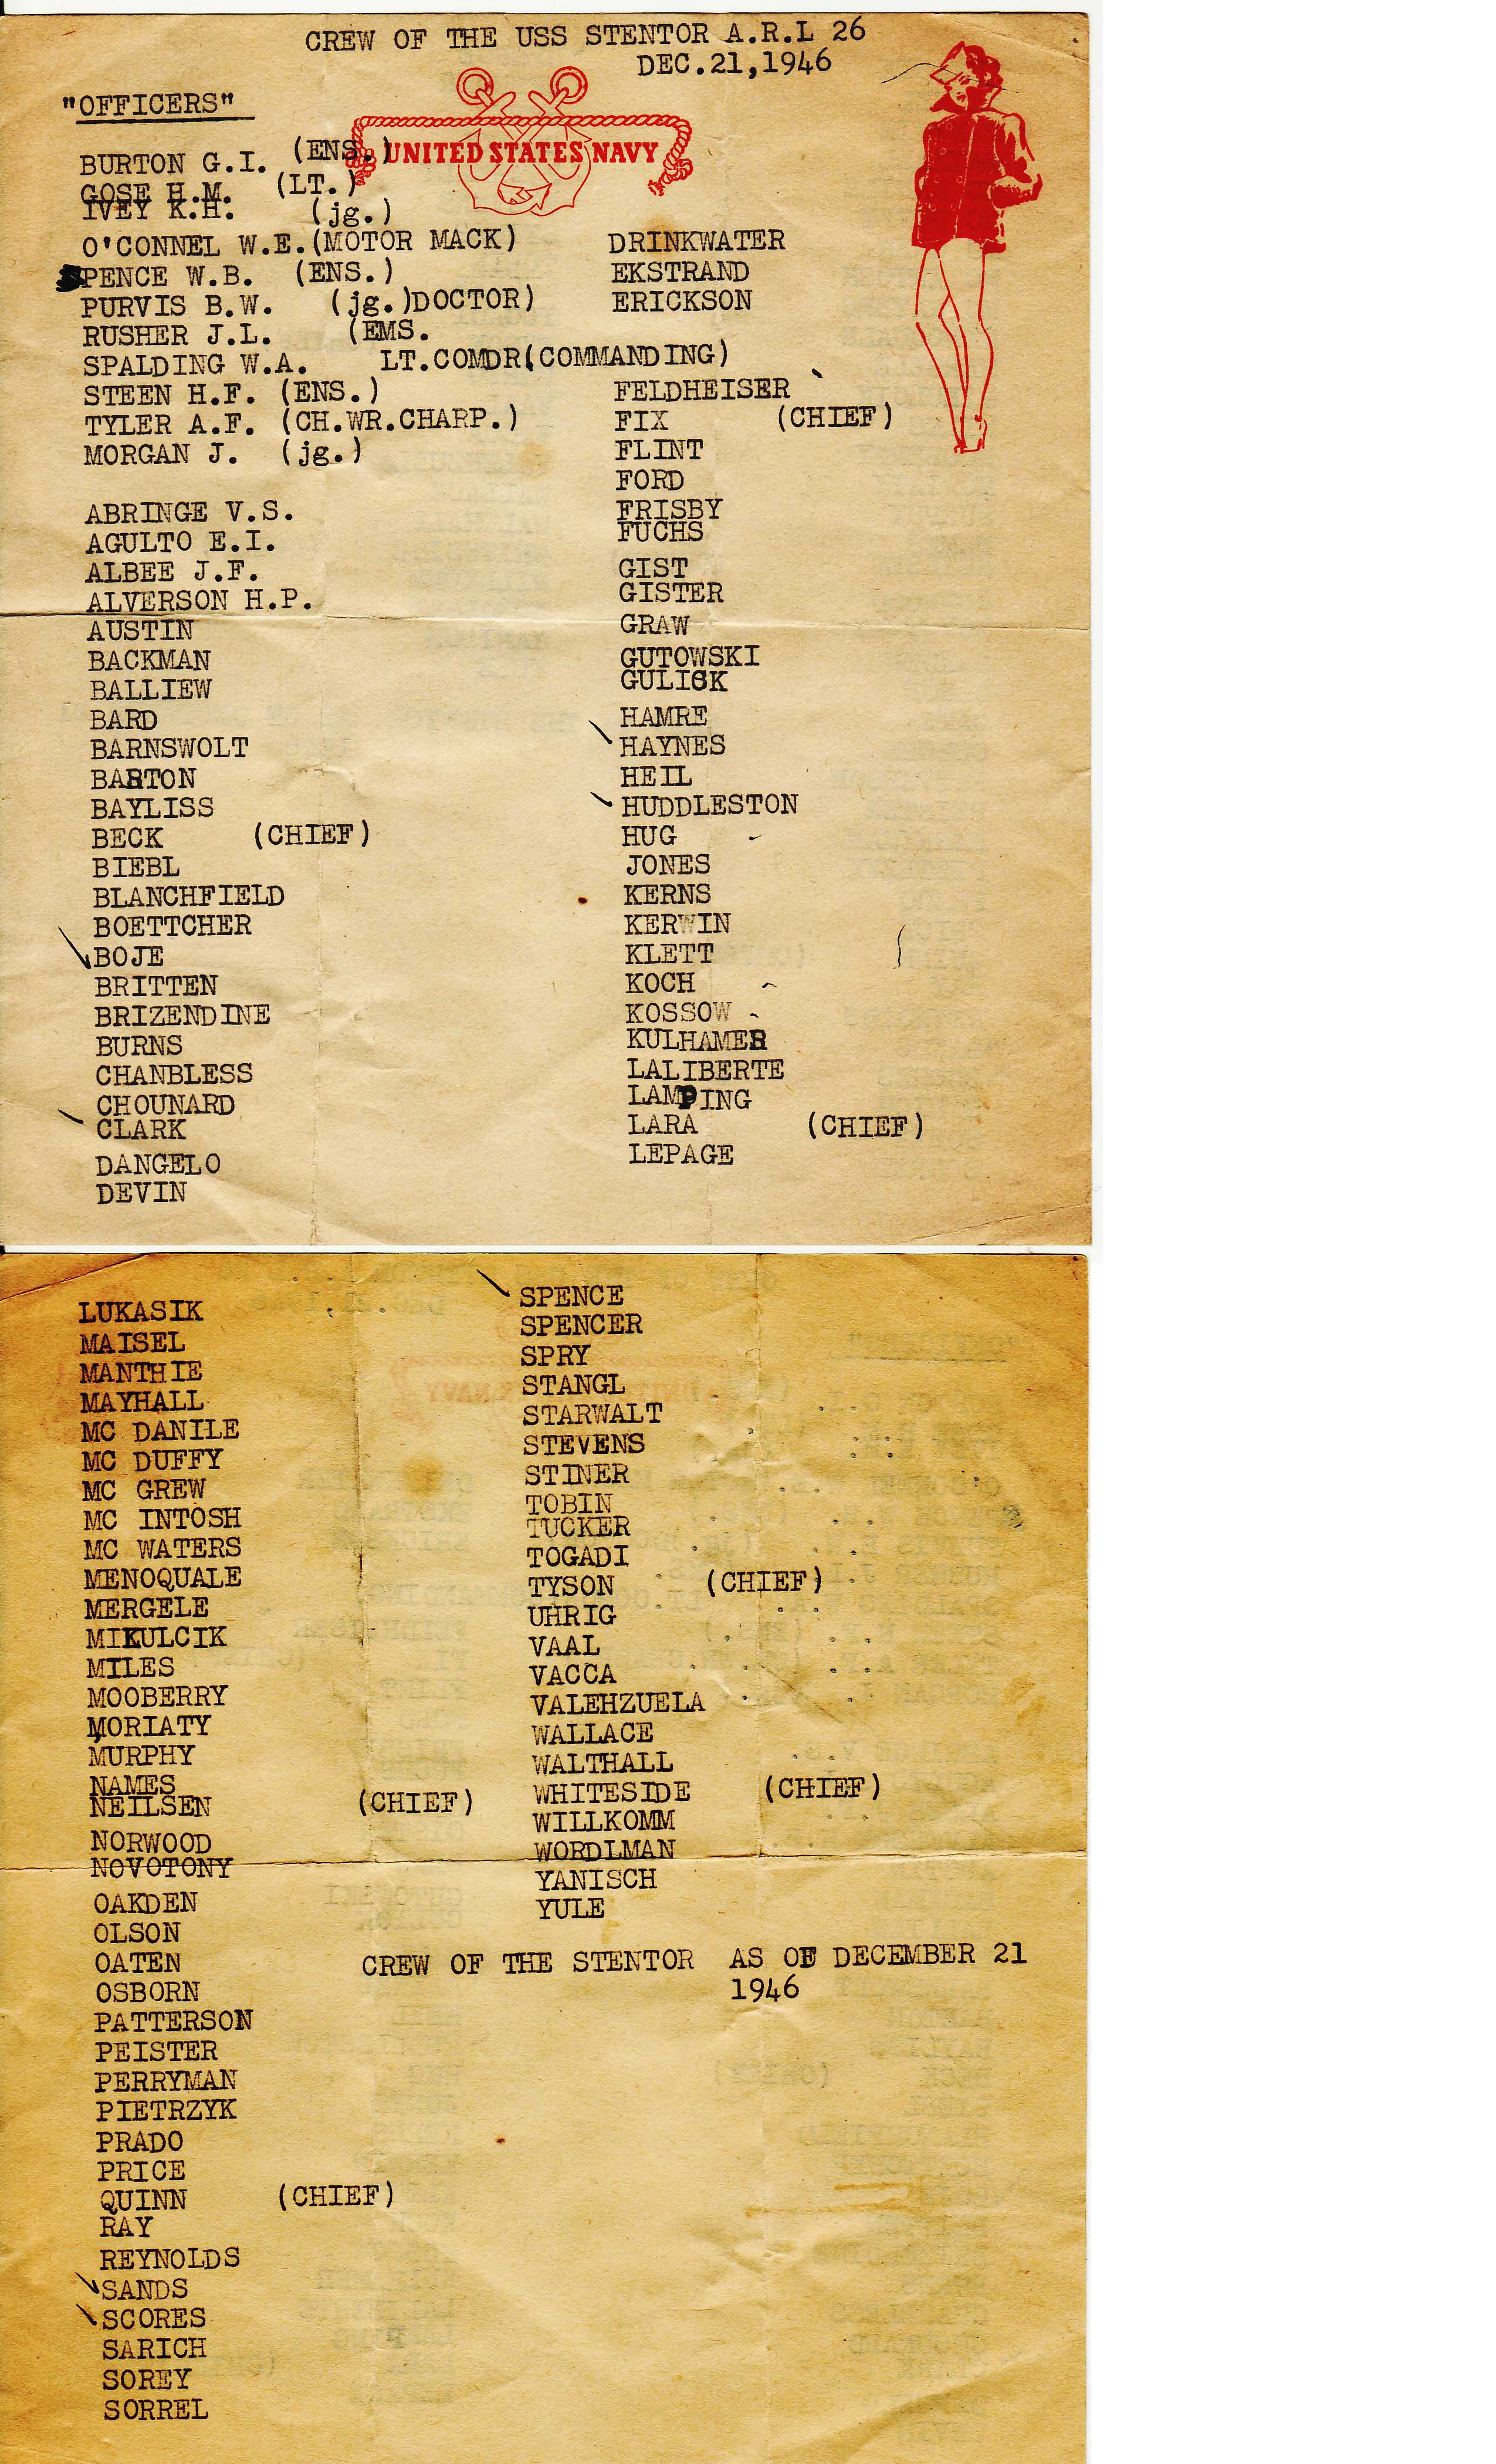 CREW OF THE USS STENTOR A.R.L 26
DEC.21,1946
"OFFICERS"
UNITED STATES NAVY
BURTON G.I. (ENS.)
GOSE H.M. (LT.)
IVEY K.H. (jg.)
O'CONNEL W.E.(MOTOR MACK)
SPENCE W.B. (ENS.)
PURVIS B.W. (jg.)DOCTOR)
RUSHER J.L. (EMS.
SPALDING W.A. LT.COMDR(COMMANDING)
STEEN H.F. (ENS.)
TYLER A.F. (CH.WR.CHARP.)
MORGAN J. (jg.)
ABRINGE V.S.
AGULTO E.I.
ALBEE J.F.
ALVERSON H.P.
AUSTIN
BACKMAN
BALLIEW
BARD
BARNSWOLT
BARTON
BAYLISS
BECK (CHIEF)
BIEBL
BLANCHFIELD
BOETTCHER
BOJE
BRITTEN
BRIZENDINE
BURNS
CHANBLESS
CHOUNARD
CLARK
DANGELO
DEVIN
DRINKWATER
EKSTRAND
ERICKSON
FELDHEISER
FIX (CHIEF)
FLINT
FORD
FRISBY
FUCHS
GIST
GISTER
GRAW
GUTOWSKI
GULICK
HAMRE
HAYNES
HEIL
HUDDLESTON
HUG
JONES
KERNS
KERWIN
KLETT
KOCH
KOSSOW
KULHAMER
LALIBERTE
LAMPING
LARA (CHIEF)
LEPAGE
LUKASIK
MAISEL
MANTHIE
MAYHALL
MC DANILE
MC DUFFY
MC GREW
MC INTOSH
MC WATERS
MENOQUALE
MERGELE
MIKULCIK
MILES
MOOBERRY
MORIATY
MURPHY
NAMES
NEILSEN (CHIEF)
NORWOOD
NOVOTONY
OAKDEN
OLSON
OATEN
OSBORN
PATTERSON
PEISTER
PERRYMAN
PIETRZYK
PRADO
PRICE
QUINN (CHIEF)
RAY
REYNOLDS
SANDS
SCORES
SARICH
SOREY
SORREL
SPENCE
SPENCER
SPRY
STANGL
STARWALT
STEVENS
STINER
TOBIN
TUCKER
TOGADI
TYSON (CHIEF)
UHRIG
VAAL
VACCA
VALEHZUELA
WALLACE
WALTHALL
WHITESIDE (CHIEF)
WILLKOMM
WORDLMAN
YANISCH
YULE
CREW OF THE STENTOR AS OF DECEMBER 21
1946